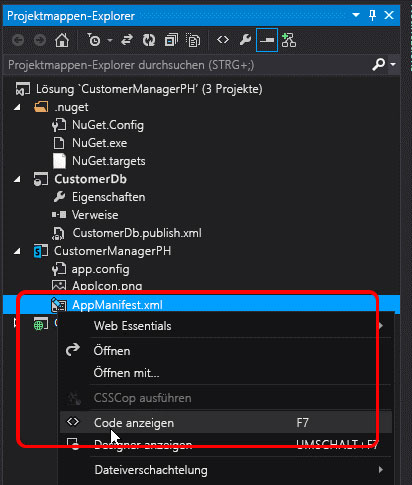 Projektmappen-Explorer
Projektmappen-Explorer durchsuchen (STRG+;)
Lösung 'CustomerManagerPH' (3 Projekte)
.nuget
NuGet.Config
NuGet.exe
NuGet.targets
CustomerDb
Eigenschaften
Verweise
CustomerDb.publish.xml
CustomerManagerPH
app.config
AppIcon.png
AppManifest.xml
Web Essentials
Öffnen
Öffnen mit...
CSSCop ausführen
Code anzeigen F7
Designer anzeigen UMSCHALT+F7
Dateiverschachtelung